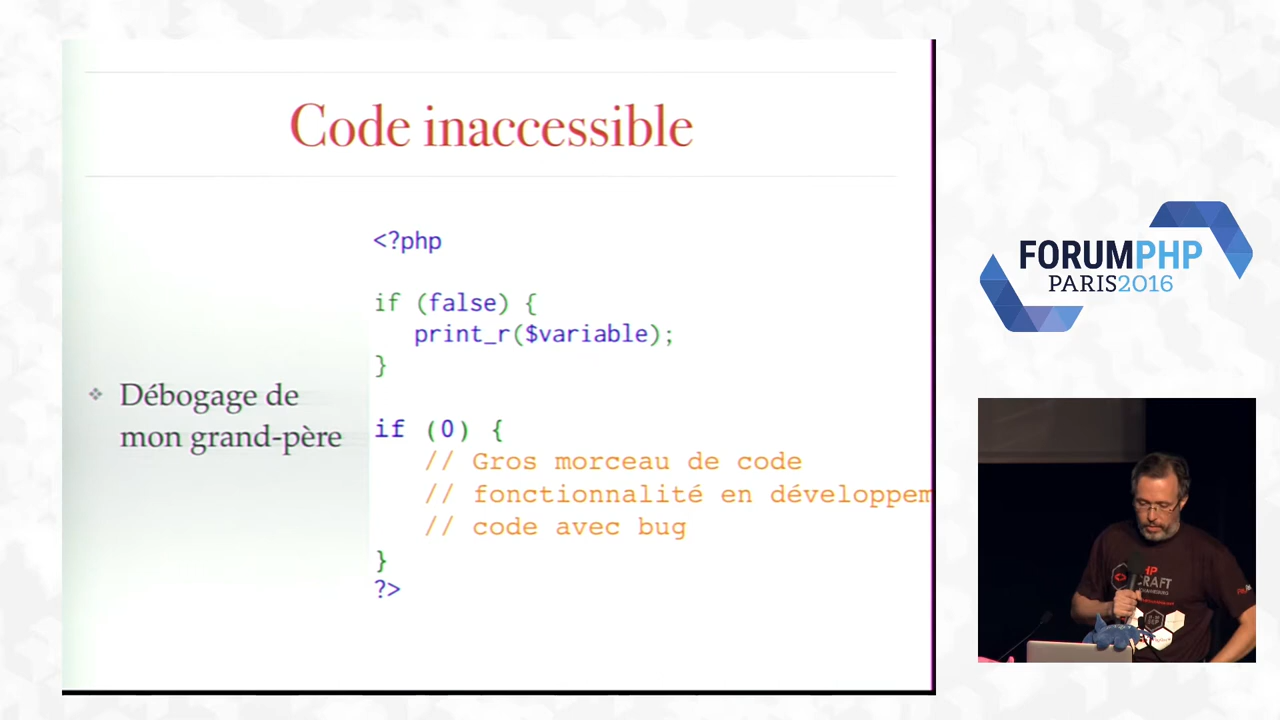 Code inaccessible
<?php
if (false) {
print_r($variable);
}
Débogage de
mon grand-père
if (0) {
// Gros morceau de code
// fonctionnalité en développem
// code avec bug
}
?>
FORUMPHP
PARIS2016
CRAFT